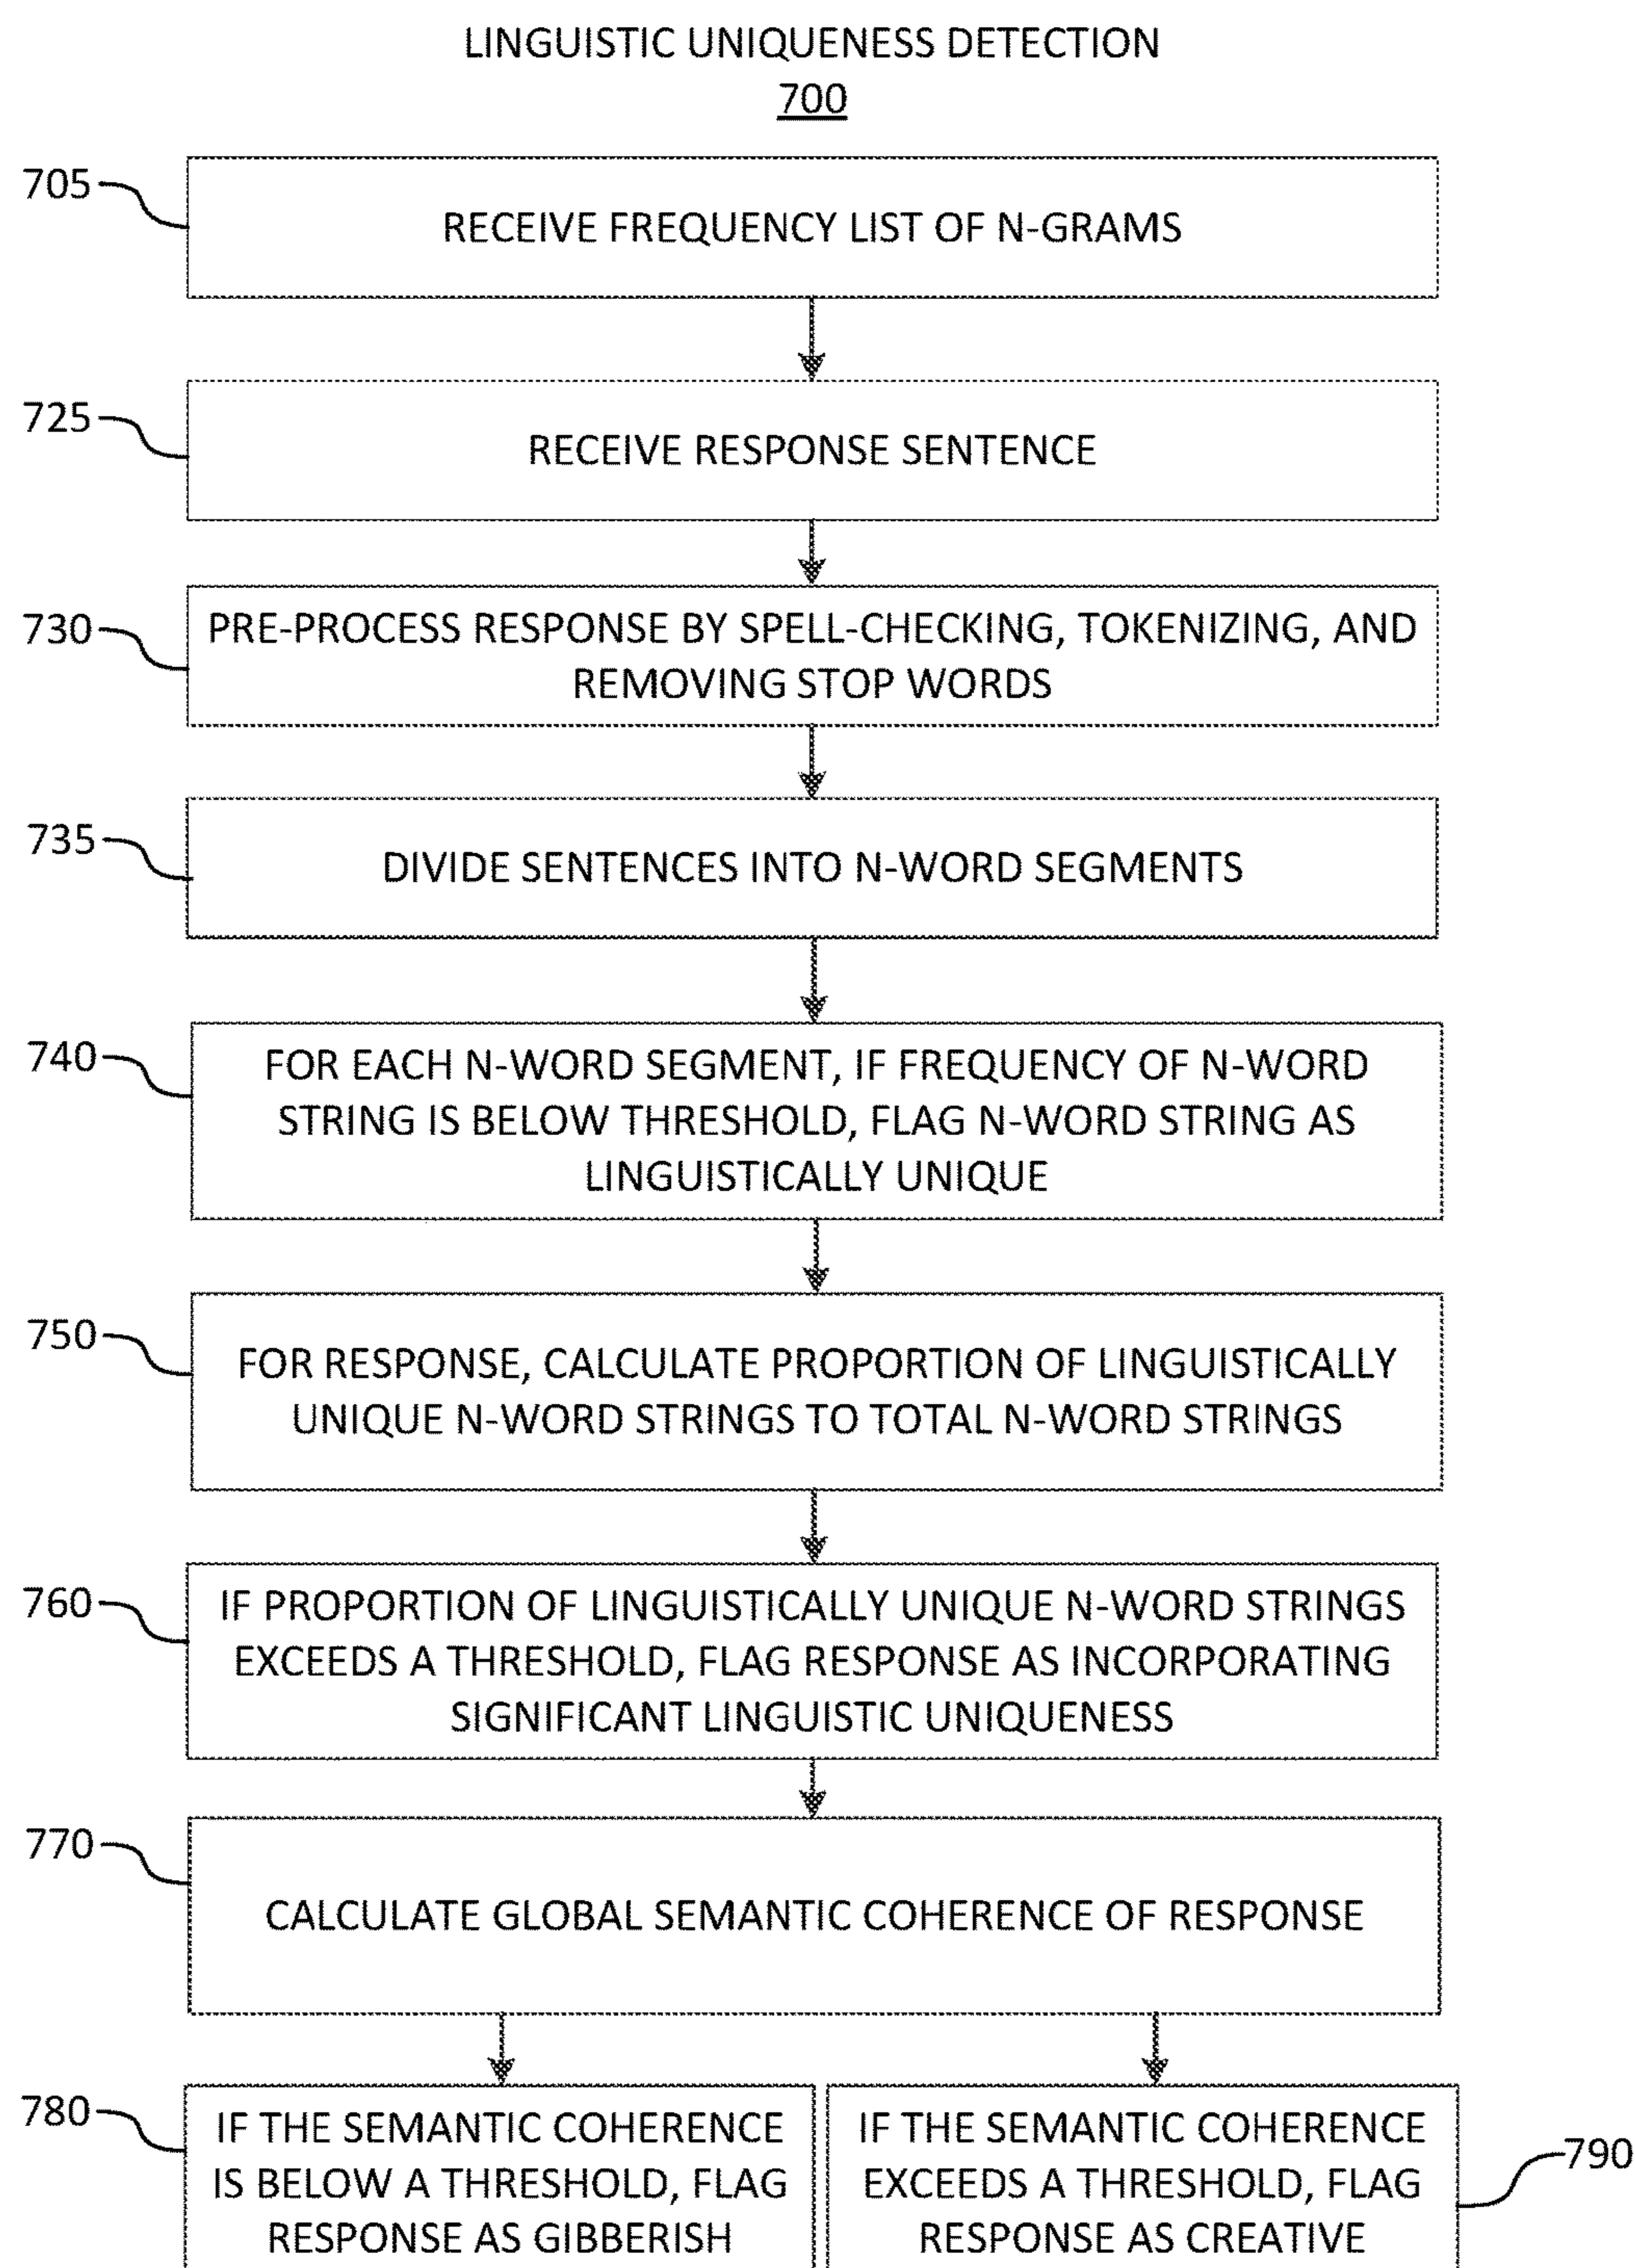 LINGUISTIC UNIQUENESS DETECTION
700
705
RECEIVE FREQUENCY LIST OF N-GRAMS
725
RECEIVE RESPONSE SENTENCE
730
PRE-PROCESS RESPONSE BY SPELL-CHECKING, TOKENIZING, AND
REMOVING STOP WORDS
735
DIVIDE SENTENCES INTO N-WORD SEGMENTS
740
FOR EACH N-WORD SEGMENT, IF FREQUENCY OF N-WORD
STRING IS BELOW THRESHOLD, FLAG N-WORD STRING AS
LINGUISTICALLY UNIQUE
750
FOR RESPONSE, CALCULATE PROPORTION OF LINGUISTICALLY
UNIQUE N-WORD STRINGS TO TOTAL N-WORD STRINGS
760
IF PROPORTION OF LINGUISTICALLY UNIQUE N-WORD STRINGS
EXCEEDS A THRESHOLD, FLAG RESPONSE AS INCORPORATING
SIGNIFICANT LINGUISTIC UNIQUENESS
770
CALCULATE GLOBAL SEMANTIC COHERENCE OF RESPONSE
780
IF THE SEMANTIC COHERENCE
IS BELOW A THRESHOLD, FLAG
RESPONSE AS GIBBERISH
IF THE SEMANTIC COHERENCE
EXCEEDS A THRESHOLD, FLAG
RESPONSE AS CREATIVE
790